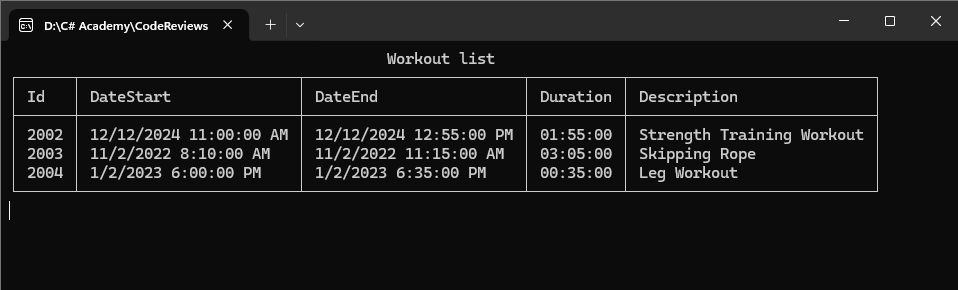 D:\C# Academy\CodeReviews
Workout list
Id DateStart DateEnd Duration Description
2002 12/12/2024 11:00:00 AM 12/12/2024 12:55:00 PM 01:55:00 Strength Training Workout
2003 11/2/2022 8:10:00 AM 11/2/2022 11:15:00 AM 03:05:00 Skipping Rope
2004 1/2/2023 6:00:00 PM 1/2/2023 6:35:00 PM 00:35:00 Leg Workout